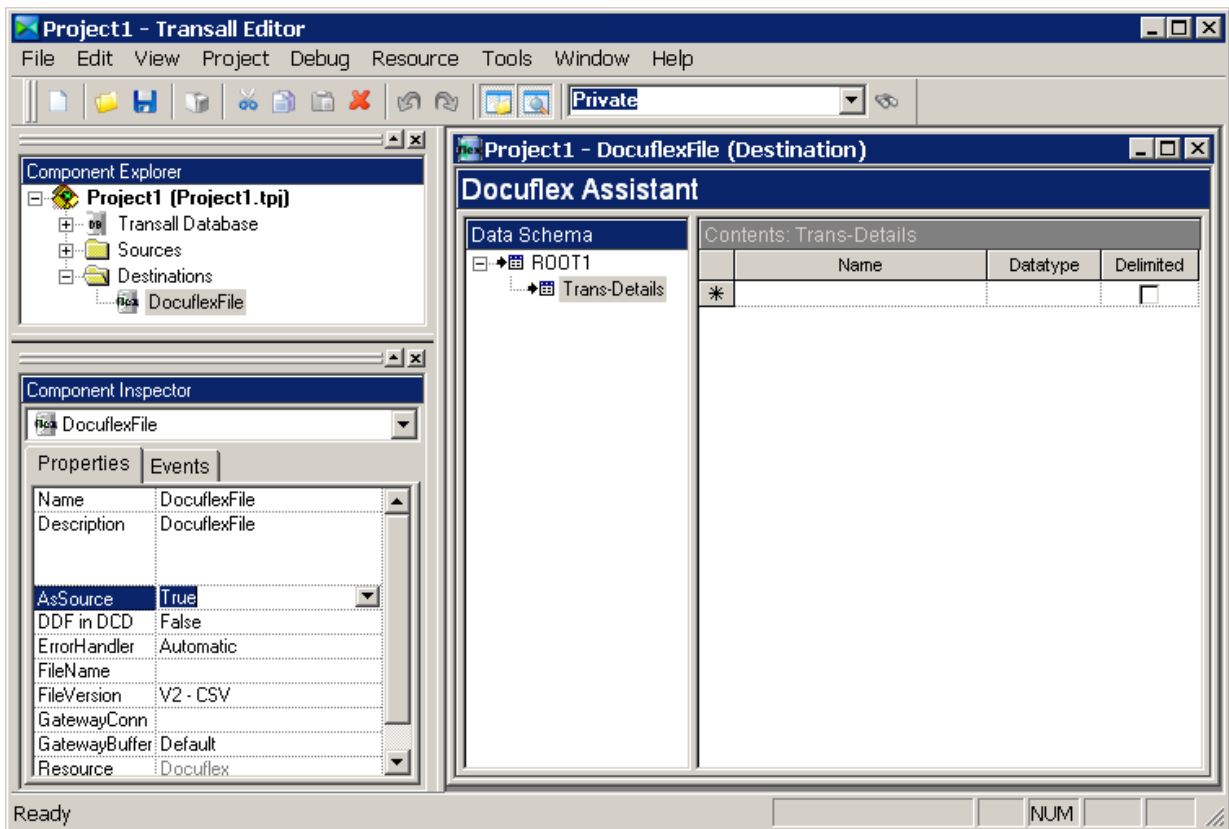 Project1 - Transall Editor
File Edit View Project Debug Resource Tools Window Help
Private
Component Explorer
Project1 (Project1.tpj)
Transall Database
Sources
Destinations
DocuflexFile
Component Inspector
DocuflexFile
Properties Events
Name DocuflexFile
Description DocuflexFile
AsSource True
DDF in DCD False
ErrorHandler Automatic
FileName
FileVersion V2 - CSV
GatewayConn
GatewayBuffer Default
Resource Docuflex
Project1 - DocuflexFile (Destination)
Docuflex Assistant
Data Schema
ROOT1
Trans-Details
Contents: Trans-Details
Name Datatype Delimited
Ready NUM